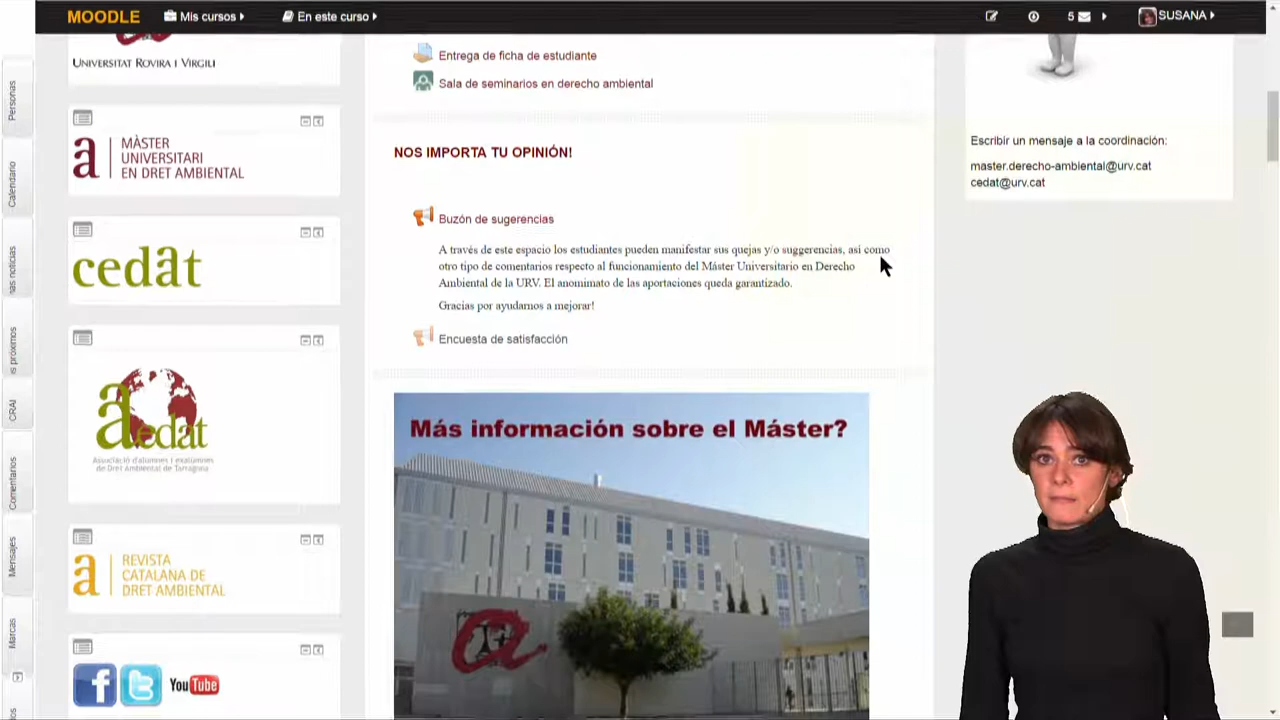 MOODLE
Mis cursos
En este curso
5
SUSANA
Personas
Calendario
as noticias
s próximos
CRAI
Comentarios
Mensajes
Marcas
UNIVERSITAT ROVIRA I VIRGILI
a
MÀSTER
UNIVERSITARI
EN DRET AMBIENTAL
cedat
aedat
Associació d'alumnes i exalumnes
de Dret Ambiental de Tarragona
a
REVISTA
CATALANA DE
DRET AMBIENTAL
f
You Tube
Entrega de ficha de estudiante
Sala de seminarios en derecho ambiental
NOS IMPORTA TU OPINIÓN!
Buzón de sugerencias
A través de este espacio los estudiantes pueden manifestar sus quejas y/o suggerencias, así como
otro tipo de comentarios respecto al funcionamiento del Máster Universitario en Derecho
Ambiental de la URV. El anomimato de las aportaciones queda garantizado.
Gracias por ayudarnos a mejorar!
Encuesta de satisfacción
Más información sobre el Máster?
Escribir un mensaje a la coordinación:
master.derecho-ambiental@urv.cat
cedat@urv.cat